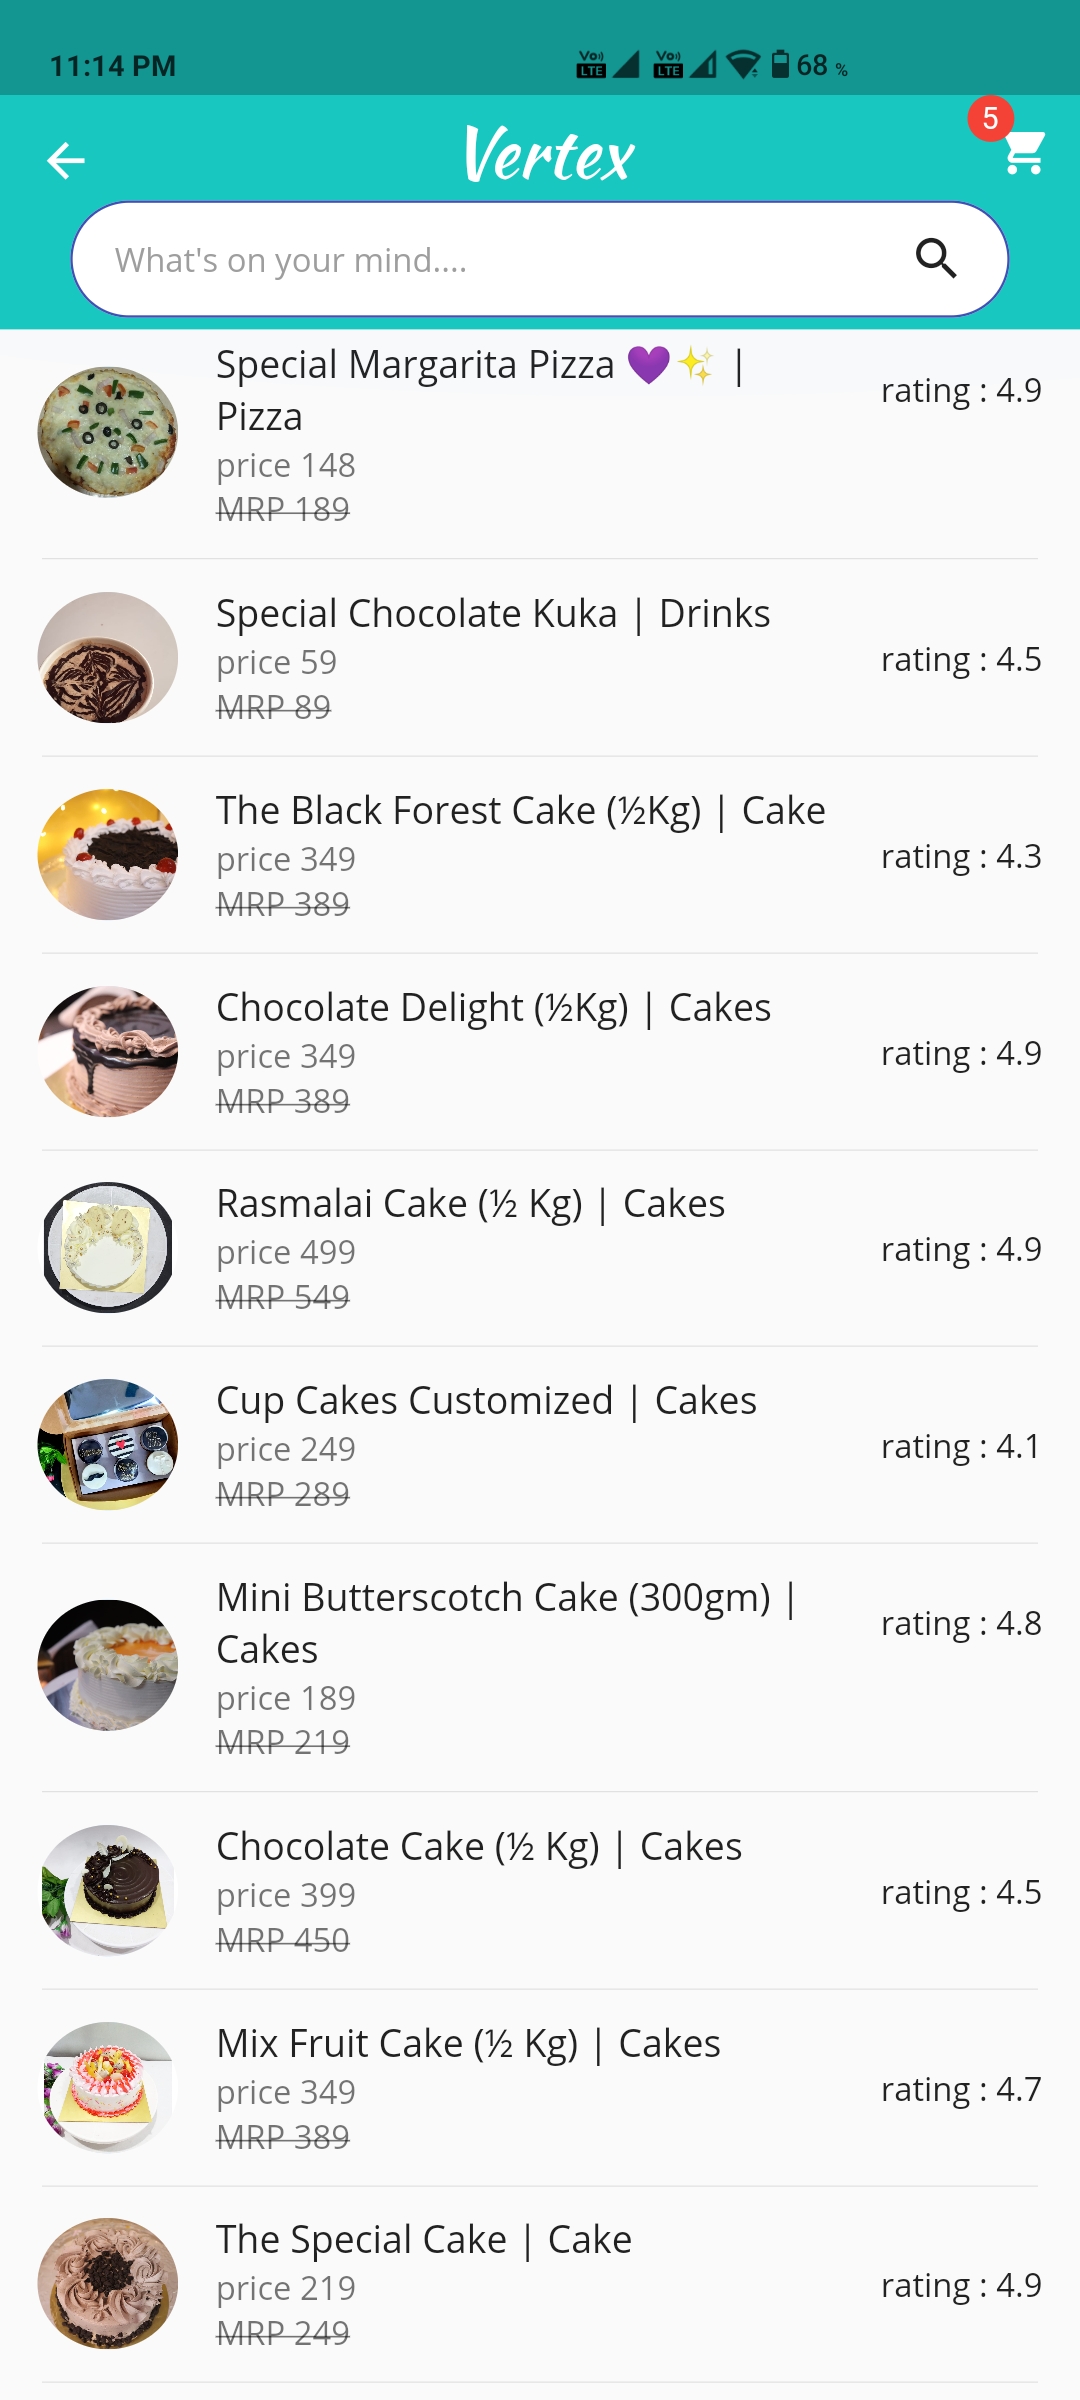 11:14 PM
Vo)) LTE Vo)) LTE 68 %
5
Vertex
What's on your mind....
Special Margarita Pizza 💜✨ |
Pizza
rating : 4.9
price 148
MRP 189
Special Chocolate Kuka | Drinks
price 59
rating : 4.5
MRP 89
The Black Forest Cake (½Kg) | Cake
price 349
rating : 4.3
MRP 389
Chocolate Delight (½Kg) | Cakes
price 349
rating : 4.9
MRP 389
Rasmalai Cake (½ Kg) | Cakes
price 499
rating : 4.9
MRP 549
Cup Cakes Customized | Cakes
price 249
rating : 4.1
MRP 289
Mini Butterscotch Cake (300gm) |
Cakes
rating : 4.8
price 189
MRP 219
Chocolate Cake (½ Kg) | Cakes
price 399
rating : 4.5
MRP 450
Mix Fruit Cake (½ Kg) | Cakes
price 349
rating : 4.7
MRP 389
The Special Cake | Cake
price 219
rating : 4.9
MRP 249